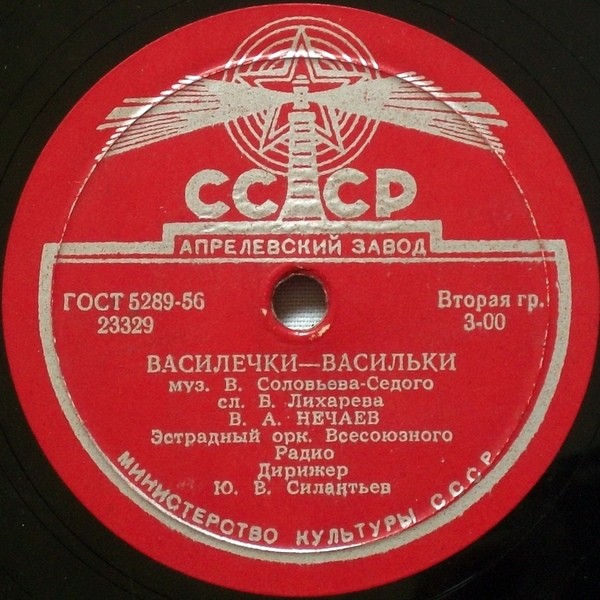 СССР
АПРЕЛЕВСКИЙ ЗАВОД
ГОСТ 5289-56
23329
Вторая гр.
3-00
ВАСИЛЕЧКИ—ВАСИЛЬКИ
муз. В. Соловьева-Седого
сл. Б. Лихарева
В. А. НЕЧАЕВ
Эстрадный орк. Всесоюзного
Радио
Дирижер
Ю. В. Силантьев
МИНИСТЕРСТВО КУЛЬТУРЫ СССР